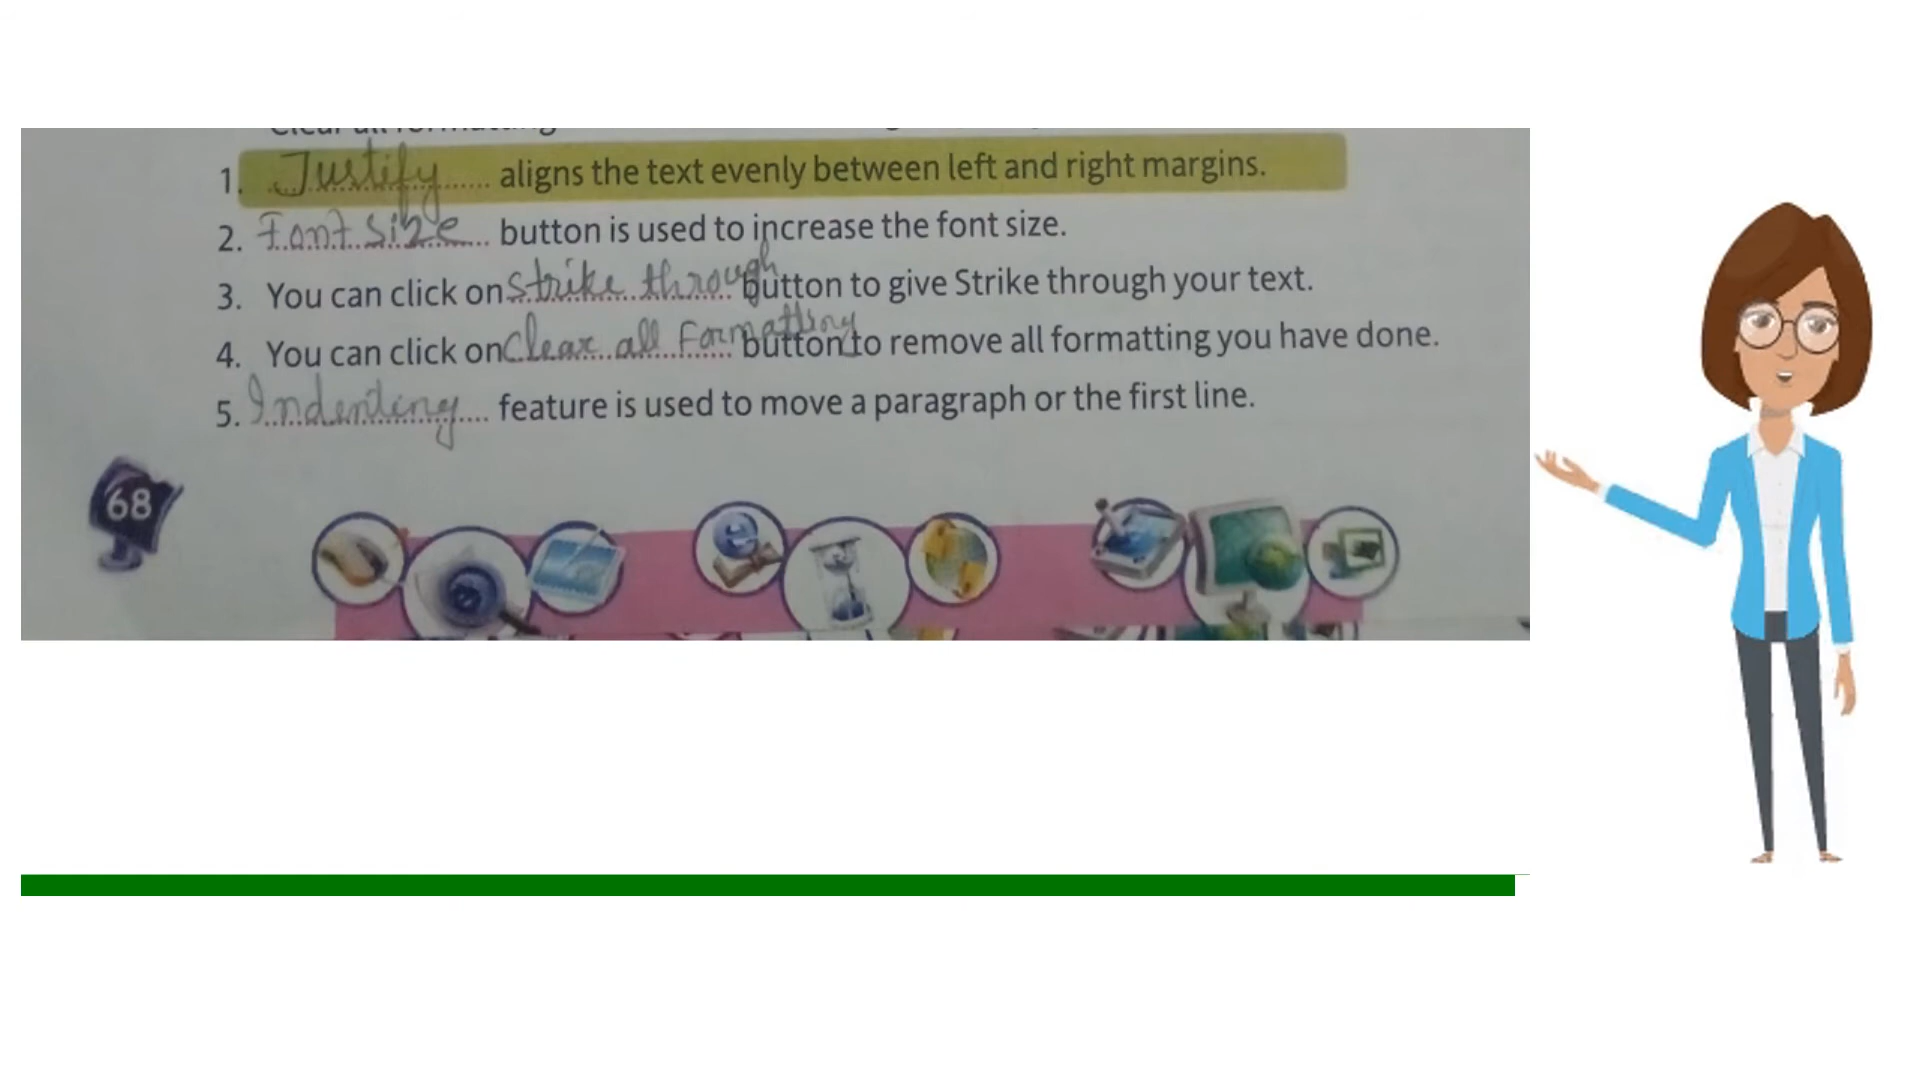 1. Justify aligns the text evenly between left and right margins.
2. Font size button is used to increase the font size.
3. You can click on Strike through button to give Strike through your text.
4. You can click on Clear all Formatting button to remove all formatting you have done.
5. Indenting feature is used to move a paragraph or the first line.
68